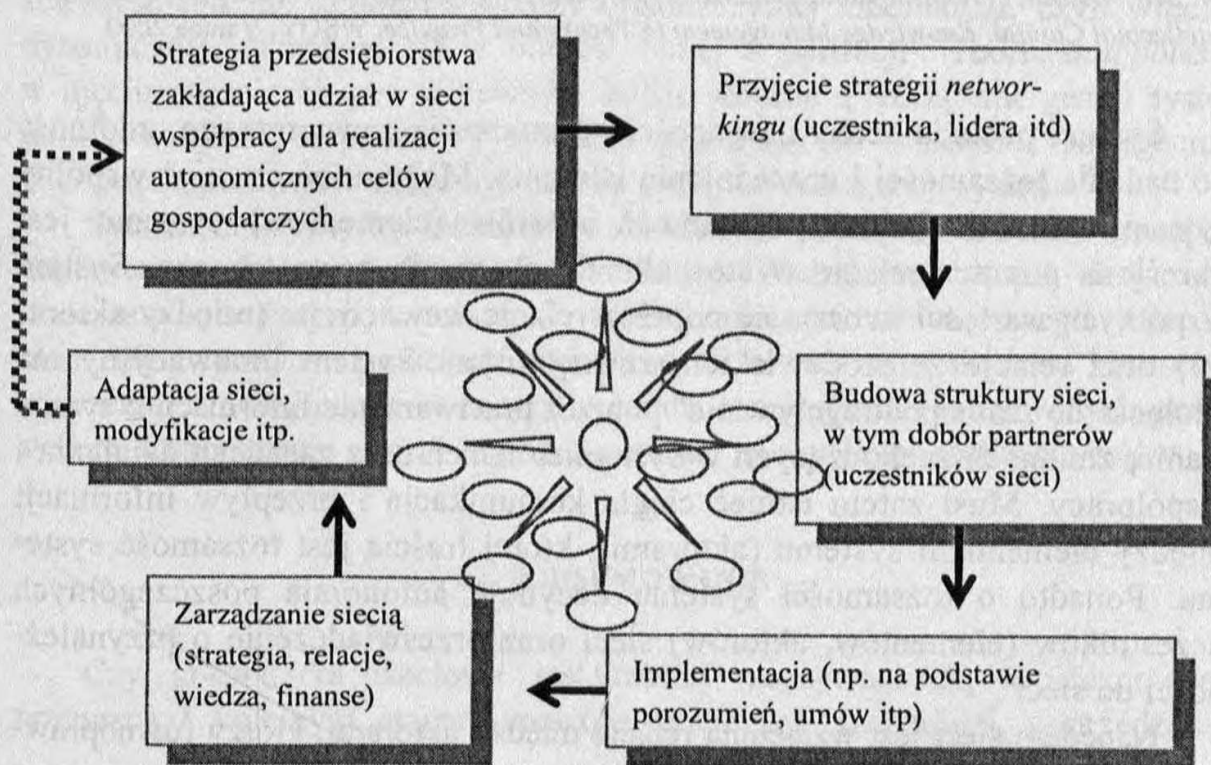 Strategia przedsiębiorstwa
zakładająca udział w sieci
współpracy dla realizacji
autonomicznych celów
gospodarczych
Przyjęcie strategii networ-
kingu (uczestnika, lidera itd)
Budowa struktury sieci,
w tym dobór partnerów
(uczestników sieci)
Implementacja (np. na podstawie
porozumień, umów itp)
Zarządzanie siecią
(strategia, relacje,
wiedza, finanse)
Adaptacja sieci,
modyfikacje itp.